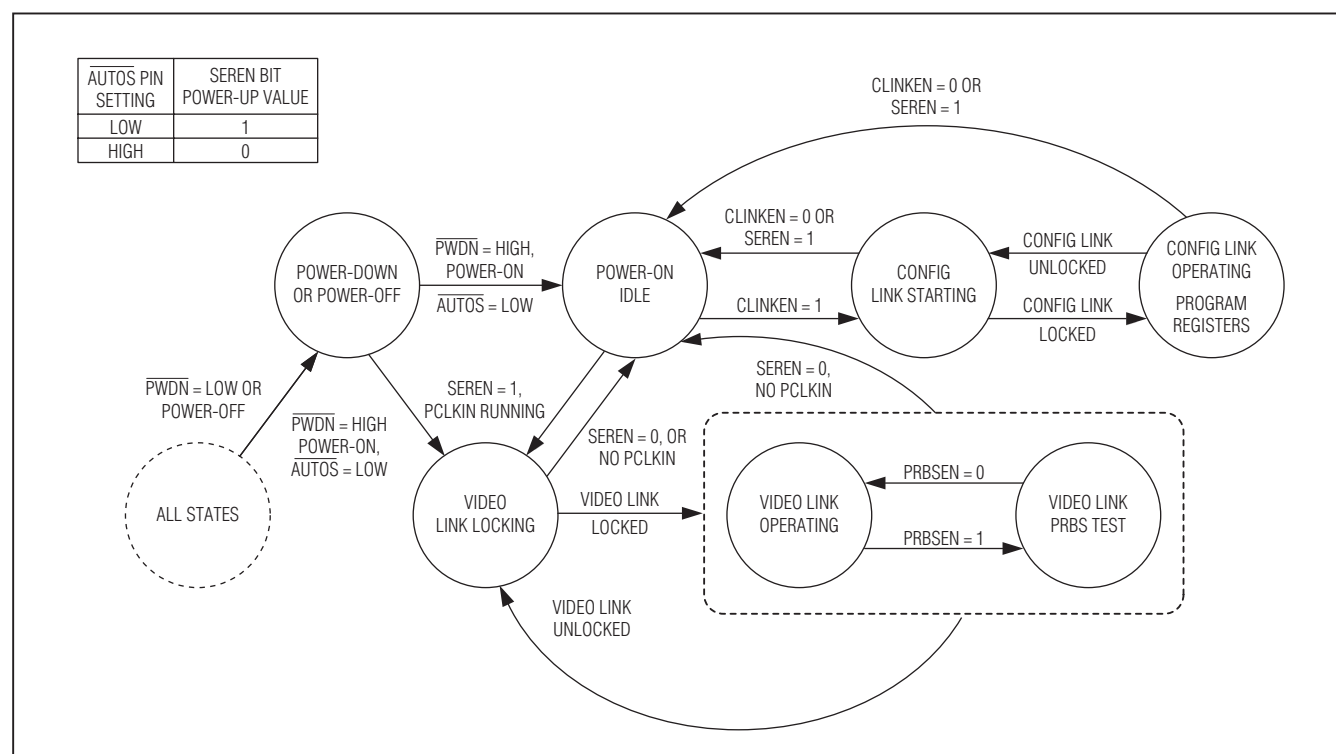 AUTOS PIN SETTING
SEREN BIT POWER-UP VALUE
LOW
1
HIGH
0
CLINKEN = 0 OR
SEREN = 1
POWER-DOWN
OR POWER-OFF
PWDN = HIGH,
POWER-ON
AUTOS = LOW
POWER-ON
IDLE
CLINKEN = 0 OR
SEREN = 1
CLINKEN = 1
CONFIG
LINK STARTING
CONFIG LINK
UNLOCKED
CONFIG LINK
LOCKED
CONFIG LINK
OPERATING
PROGRAM
REGISTERS
PWDN = LOW OR
POWER-OFF
PWDN = HIGH
POWER-ON,
AUTOS = LOW
SEREN = 1,
PCLKIN RUNNING
SEREN = 0, OR
NO PCLKIN
SEREN = 0,
NO PCLKIN
ALL STATES
VIDEO
LINK LOCKING
VIDEO LINK
LOCKED
VIDEO LINK
OPERATING
PRBSEN = 0
PRBSEN = 1
VIDEO LINK
PRBS TEST
VIDEO LINK
UNLOCKED